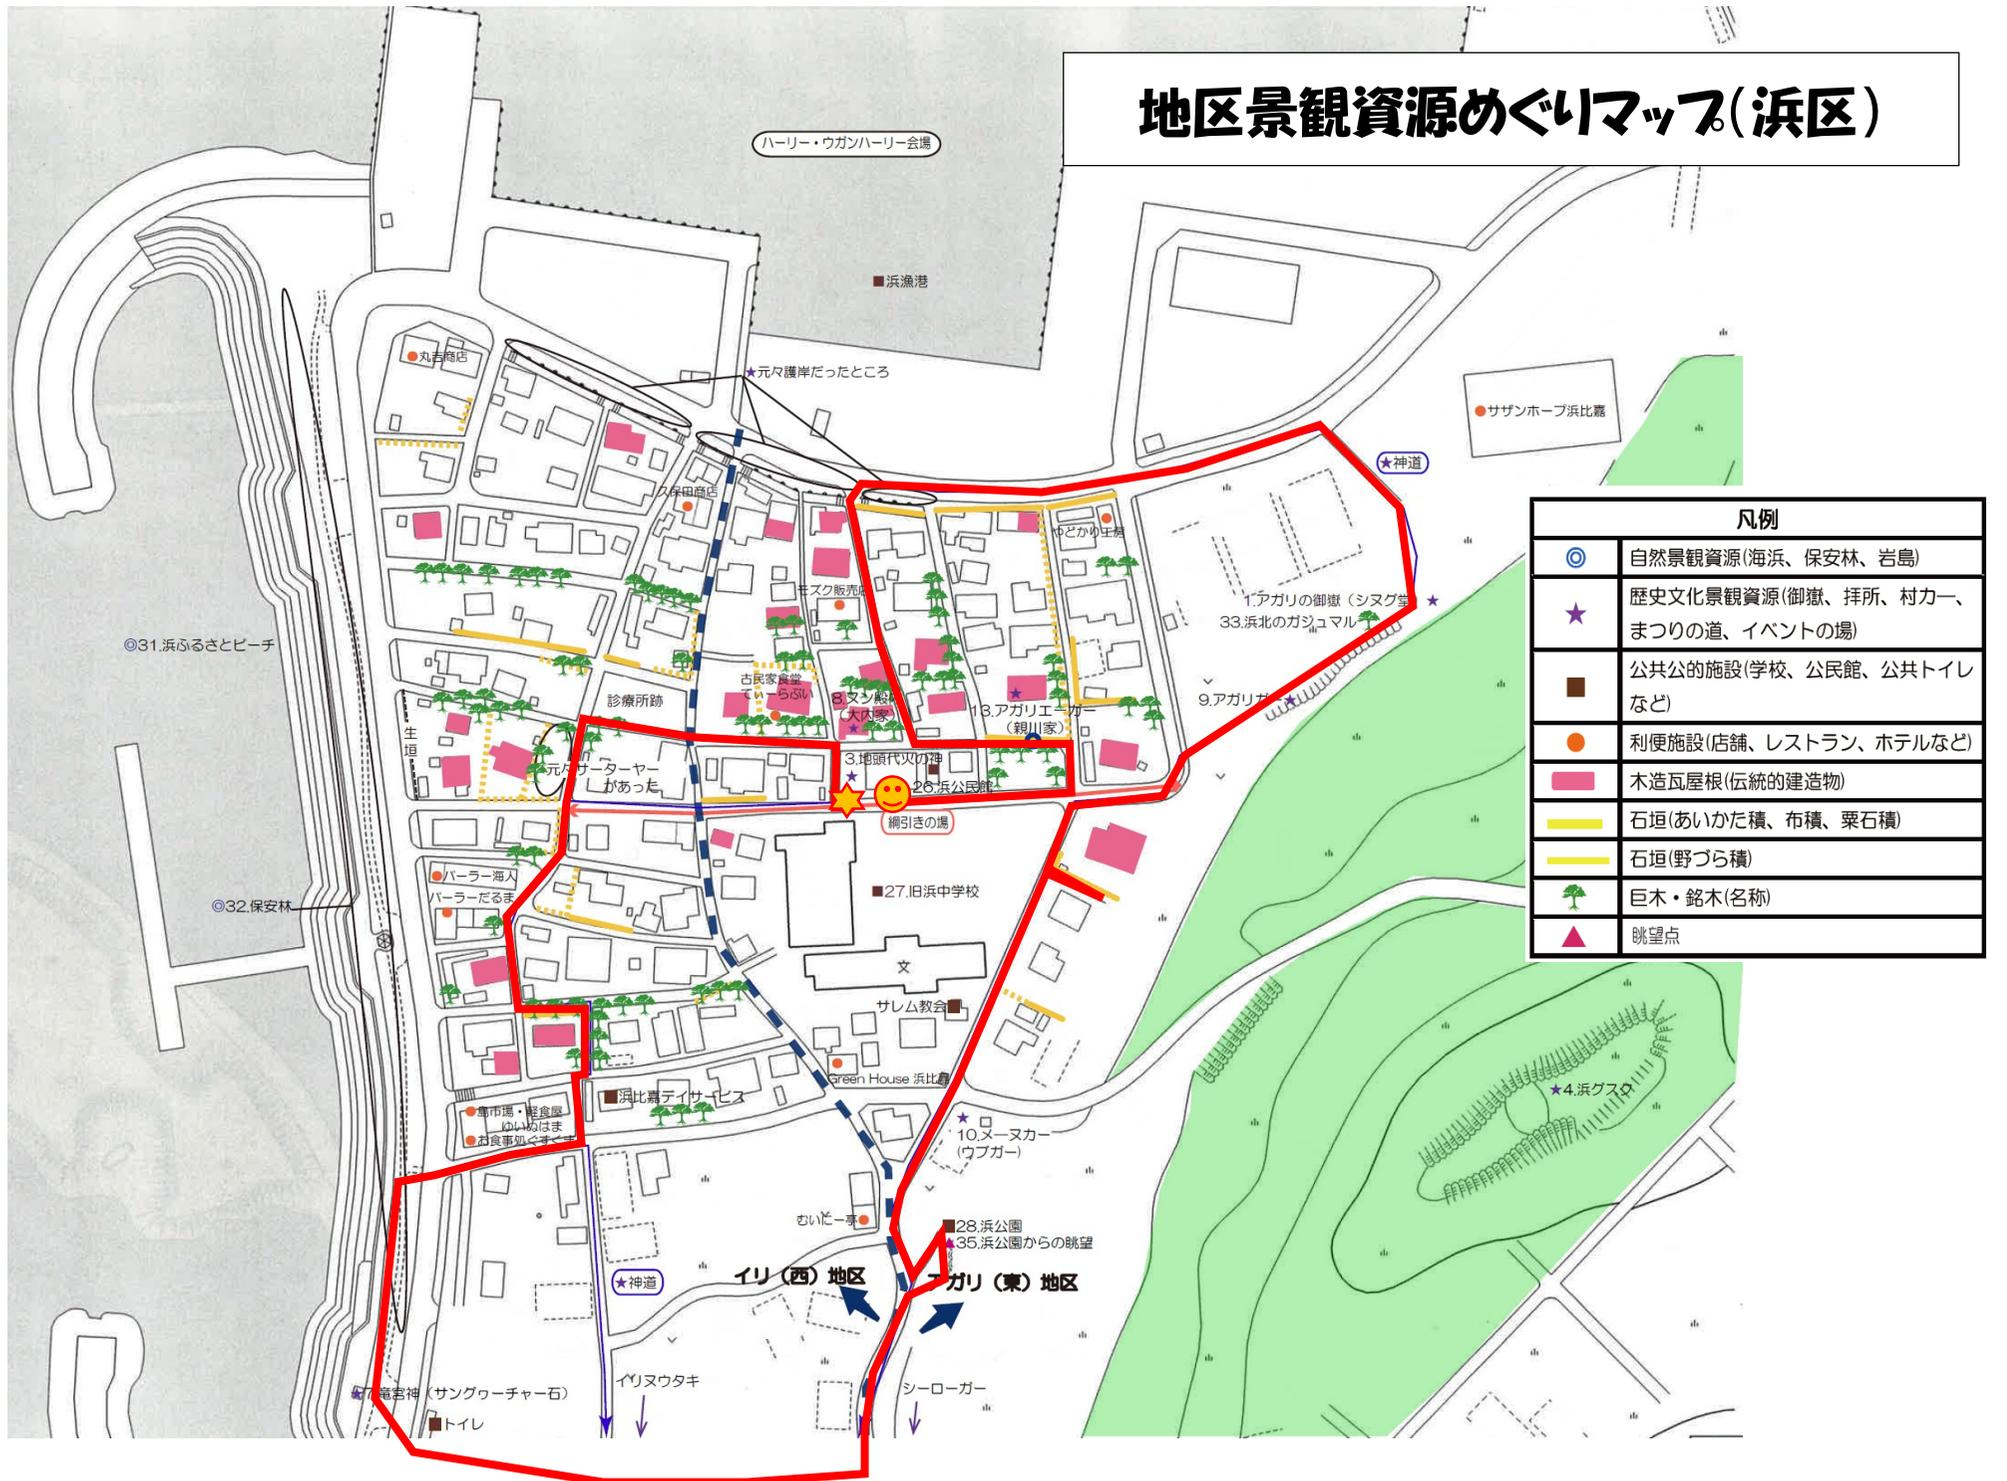 地区景観資源めぐりマップ(浜区)
ハーリー・ウガンハーリー会場
■浜漁港
丸吉商店
★元々護岸だったところ
サザンホープ浜比嘉
★神道
久保田商店
やどかり工房
モズク販売店
1.アガリの御嶽(シヌグ堂)
33.浜北のガジュマル
◎31.浜ふるさとビーチ
古民家食堂
てぃーらぶい
診療所跡
8.ヌン殿内
(大内家)
9.アガリガー
13.アガリエーガー
(親川家)
生垣
元々サーターヤー
があった
3.地頭代火の神
26.浜公民館
綱引きの場
パーラー海人
パーラーだるま
■27.旧浜中学校
◎32.保安林
文
サレム教会
Green House 浜比嘉
浜比嘉デイサービス
島市場・軽食屋
ゆいぬはま
お食事処くすくま
★4.浜グスク
10.メーヌカー
(ウブガー)
むいにー亭
28.浜公園
35.浜公園からの眺望
イリ(西)地区
アガリ(東)地区
★神道
イリヌウタキ
シーローガー
7.竜宮神(サングヮーチャー石)
トイレ
凡例
自然景観資源(海浜、保安林、岩島)
歴史文化景観資源(御嶽、拝所、村カー、
まつりの道、イベントの場)
公共公的施設(学校、公民館、公共トイレ
など)
利便施設(店舗、レストラン、ホテルなど)
木造瓦屋根(伝統的建造物)
石垣(あいかた積、布積、粟石積)
石垣(野づら積)
巨木・銘木(名称)
眺望点